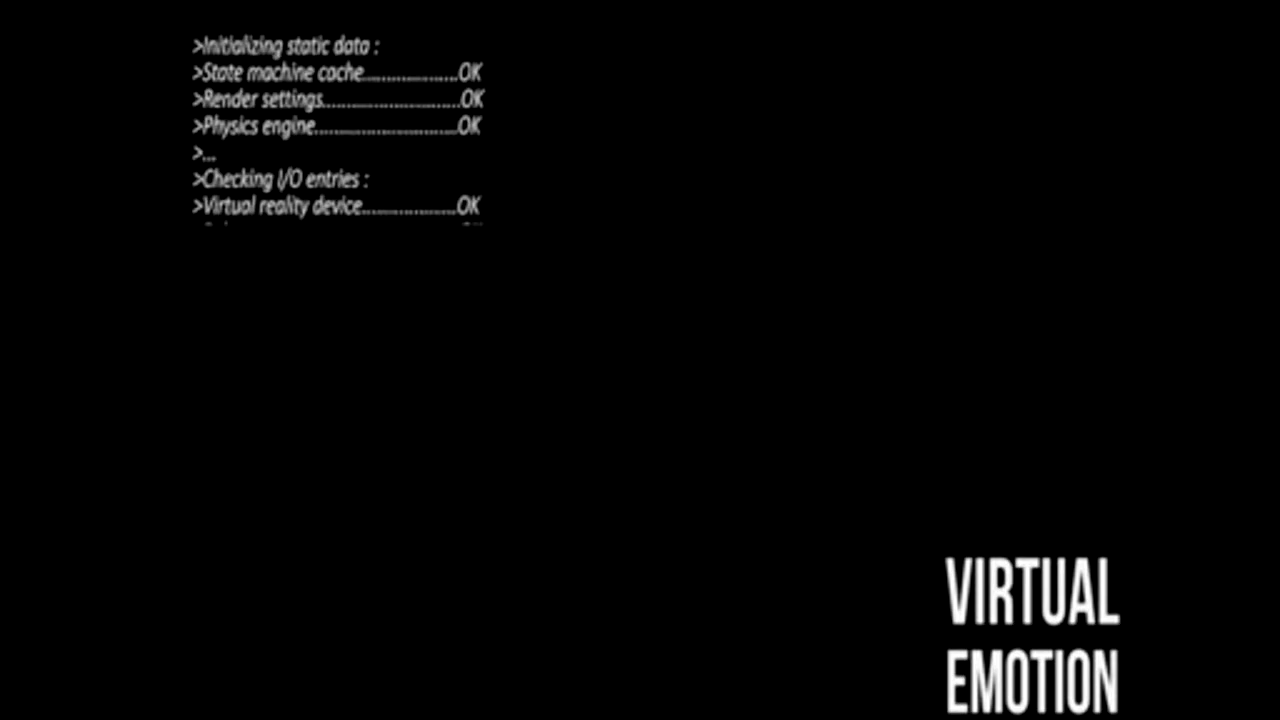 >Initializing static data :
>State machine cache...................OK
>Render settings............................OK
>Physics engine.............................OK
>...
>Checking I/O entries :
>Virtual reality device...................OK
VIRTUAL
EMOTION